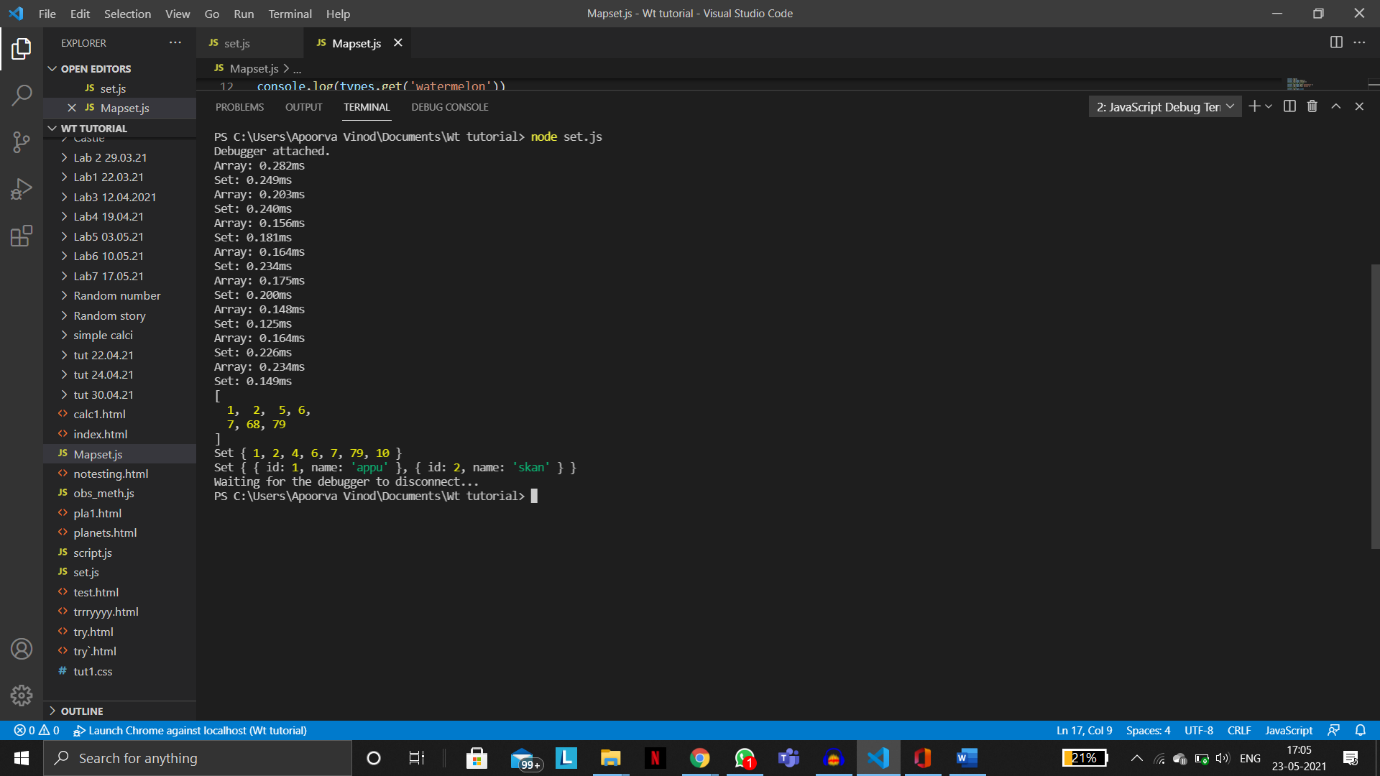 File Edit Selection View Go Run Terminal Help
Mapset.js - Wt tutorial - Visual Studio Code
EXPLORER ...
JS set.js
JS Mapset.js
OPEN EDITORS
JS set.js
JS Mapset.js
WT TUTORIAL
Castle
Lab 2 29.03.21
Lab1 22.03.21
Lab3 12.04.2021
Lab4 19.04.21
Lab5 03.05.21
Lab6 10.05.21
Lab7 17.05.21
Random number
Random story
simple calci
tut 22.04.21
tut 24.04.21
tut 30.04.21
calc1.html
index.html
JS Mapset.js
notesting.html
JS obs_meth.js
pla1.html
planets.html
JS script.js
JS set.js
test.html
trrryyyy.html
try.html
try`.html
# tut1.css
OUTLINE
JS Mapset.js > ...
12 console.log(types.get('watermelon'))
PROBLEMS OUTPUT TERMINAL DEBUG CONSOLE
2: JavaScript Debug Ter
PS C:\Users\Apoorva Vinod\Documents\Wt tutorial> node set.js
Debugger attached.
Array: 0.282ms
Set: 0.249ms
Array: 0.203ms
Set: 0.240ms
Array: 0.156ms
Set: 0.181ms
Array: 0.164ms
Set: 0.234ms
Array: 0.175ms
Set: 0.200ms
Array: 0.148ms
Set: 0.125ms
Array: 0.164ms
Set: 0.226ms
Array: 0.234ms
Set: 0.149ms
[
1, 2, 5, 6,
7, 68, 79
]
Set { 1, 2, 4, 6, 7, 79, 10 }
Set { { id: 1, name: 'appu' }, { id: 2, name: 'skan' } }
Waiting for the debugger to disconnect...
PS C:\Users\Apoorva Vinod\Documents\Wt tutorial>
0 0 Launch Chrome against localhost (Wt tutorial)
Ln 17, Col 9 Spaces: 4 UTF-8 CRLF JavaScript
Search for anything
99+
L
N
1
21%
ENG
17:05
23-05-2021